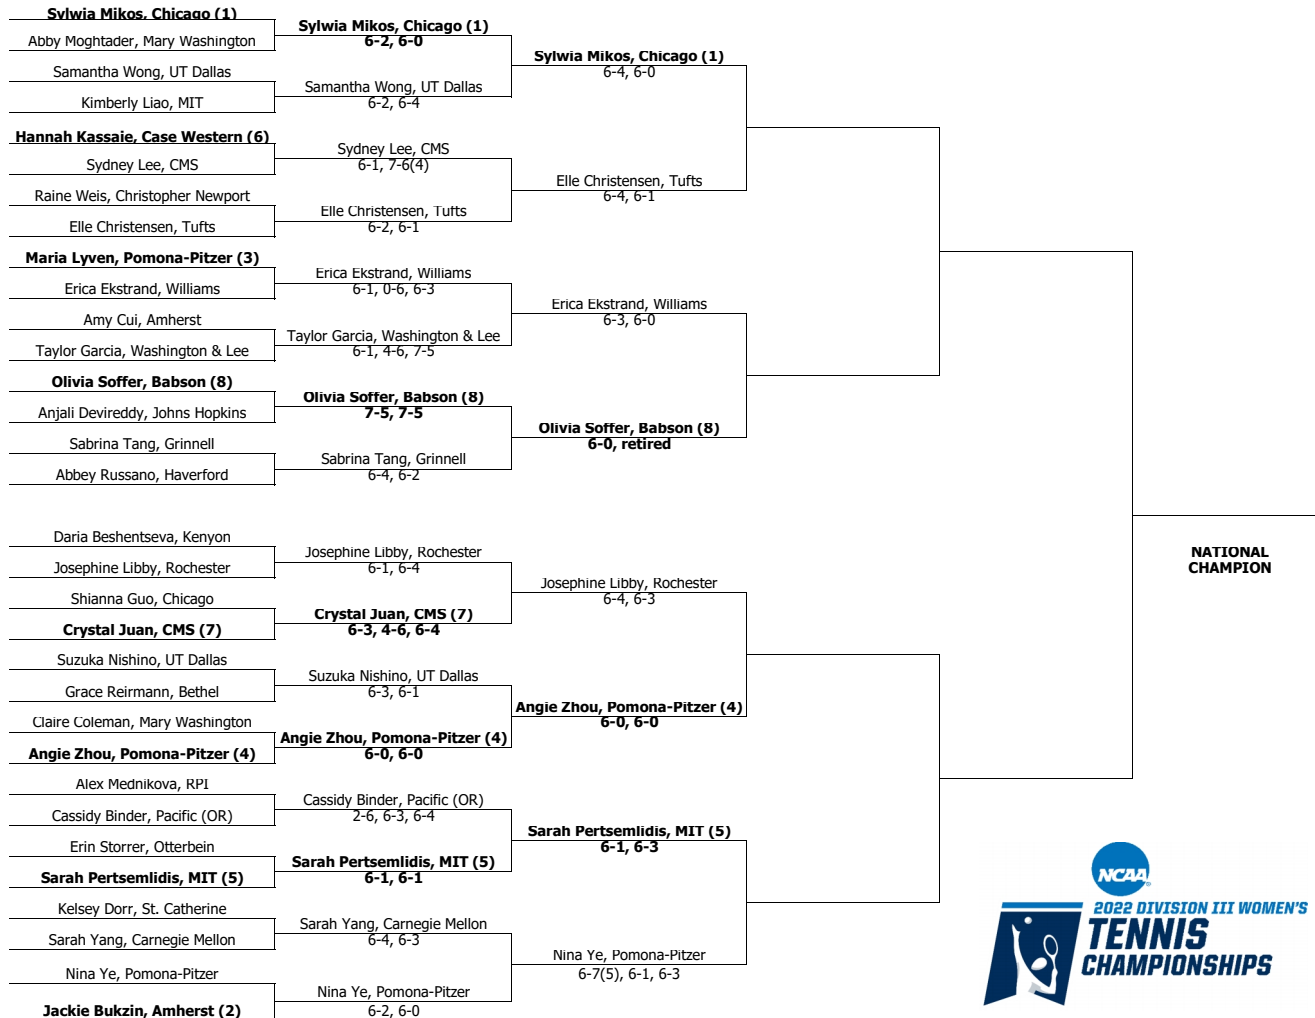 Sylwia Mikos, Chicago (1)
Abby Moghtader, Mary Washington
Samantha Wong, UT Dallas
Kimberly Liao, MIT
Hannah Kassaie, Case Western (6)
Sydney Lee, CMS
Raine Weis, Christopher Newport
Elle Christensen, Tufts
Maria Lyven, Pomona-Pitzer (3)
Erica Ekstrand, Williams
Amy Cui, Amherst
Taylor Garcia, Washington & Lee
Olivia Soffer, Babson (8)
Anjali Devireddy, Johns Hopkins
Sabrina Tang, Grinnell
Abbey Russano, Haverford
Daria Beshentseva, Kenyon
Josephine Libby, Rochester
Shianna Guo, Chicago
Crystal Juan, CMS (7)
Suzuka Nishino, UT Dallas
Grace Reirmann, Bethel
Claire Coleman, Mary Washington
Angie Zhou, Pomona-Pitzer (4)
Alex Mednikova, RPI
Cassidy Binder, Pacific (OR)
Erin Storrer, Otterbein
Sarah Pertsemlidis, MIT (5)
Kelsey Dorr, St. Catherine
Sarah Yang, Carnegie Mellon
Nina Ye, Pomona-Pitzer
Jackie Bukzin, Amherst (2)
Sylwia Mikos, Chicago (1)
6-2, 6-0
Samantha Wong, UT Dallas
6-2, 6-4
Sydney Lee, CMS
6-1, 7-6(4)
Elle Christensen, Tufts
6-2, 6-1
Erica Ekstrand, Williams
6-1, 0-6, 6-3
Taylor Garcia, Washington & Lee
6-1, 4-6, 7-5
Olivia Soffer, Babson (8)
7-5, 7-5
Sabrina Tang, Grinnell
6-4, 6-2
Josephine Libby, Rochester
6-1, 6-4
Crystal Juan, CMS (7)
6-3, 4-6, 6-4
Suzuka Nishino, UT Dallas
6-3, 6-1
Angie Zhou, Pomona-Pitzer (4)
6-0, 6-0
Cassidy Binder, Pacific (OR)
2-6, 6-3, 6-4
Sarah Pertsemlidis, MIT (5)
6-1, 6-1
Sarah Yang, Carnegie Mellon
6-4, 6-3
Nina Ye, Pomona-Pitzer
6-2, 6-0
Sylwia Mikos, Chicago (1)
6-4, 6-0
Elle Christensen, Tufts
6-4, 6-1
Erica Ekstrand, Williams
6-3, 6-0
Olivia Soffer, Babson (8)
6-0, retired
Josephine Libby, Rochester
6-4, 6-3
Angie Zhou, Pomona-Pitzer (4)
6-0, 6-0
Sarah Pertsemlidis, MIT (5)
6-1, 6-3
Nina Ye, Pomona-Pitzer
6-7(5), 6-1, 6-3
NATIONAL
CHAMPION
NCAA
2022 DIVISION III WOMEN'S
TENNIS
CHAMPIONSHIPS